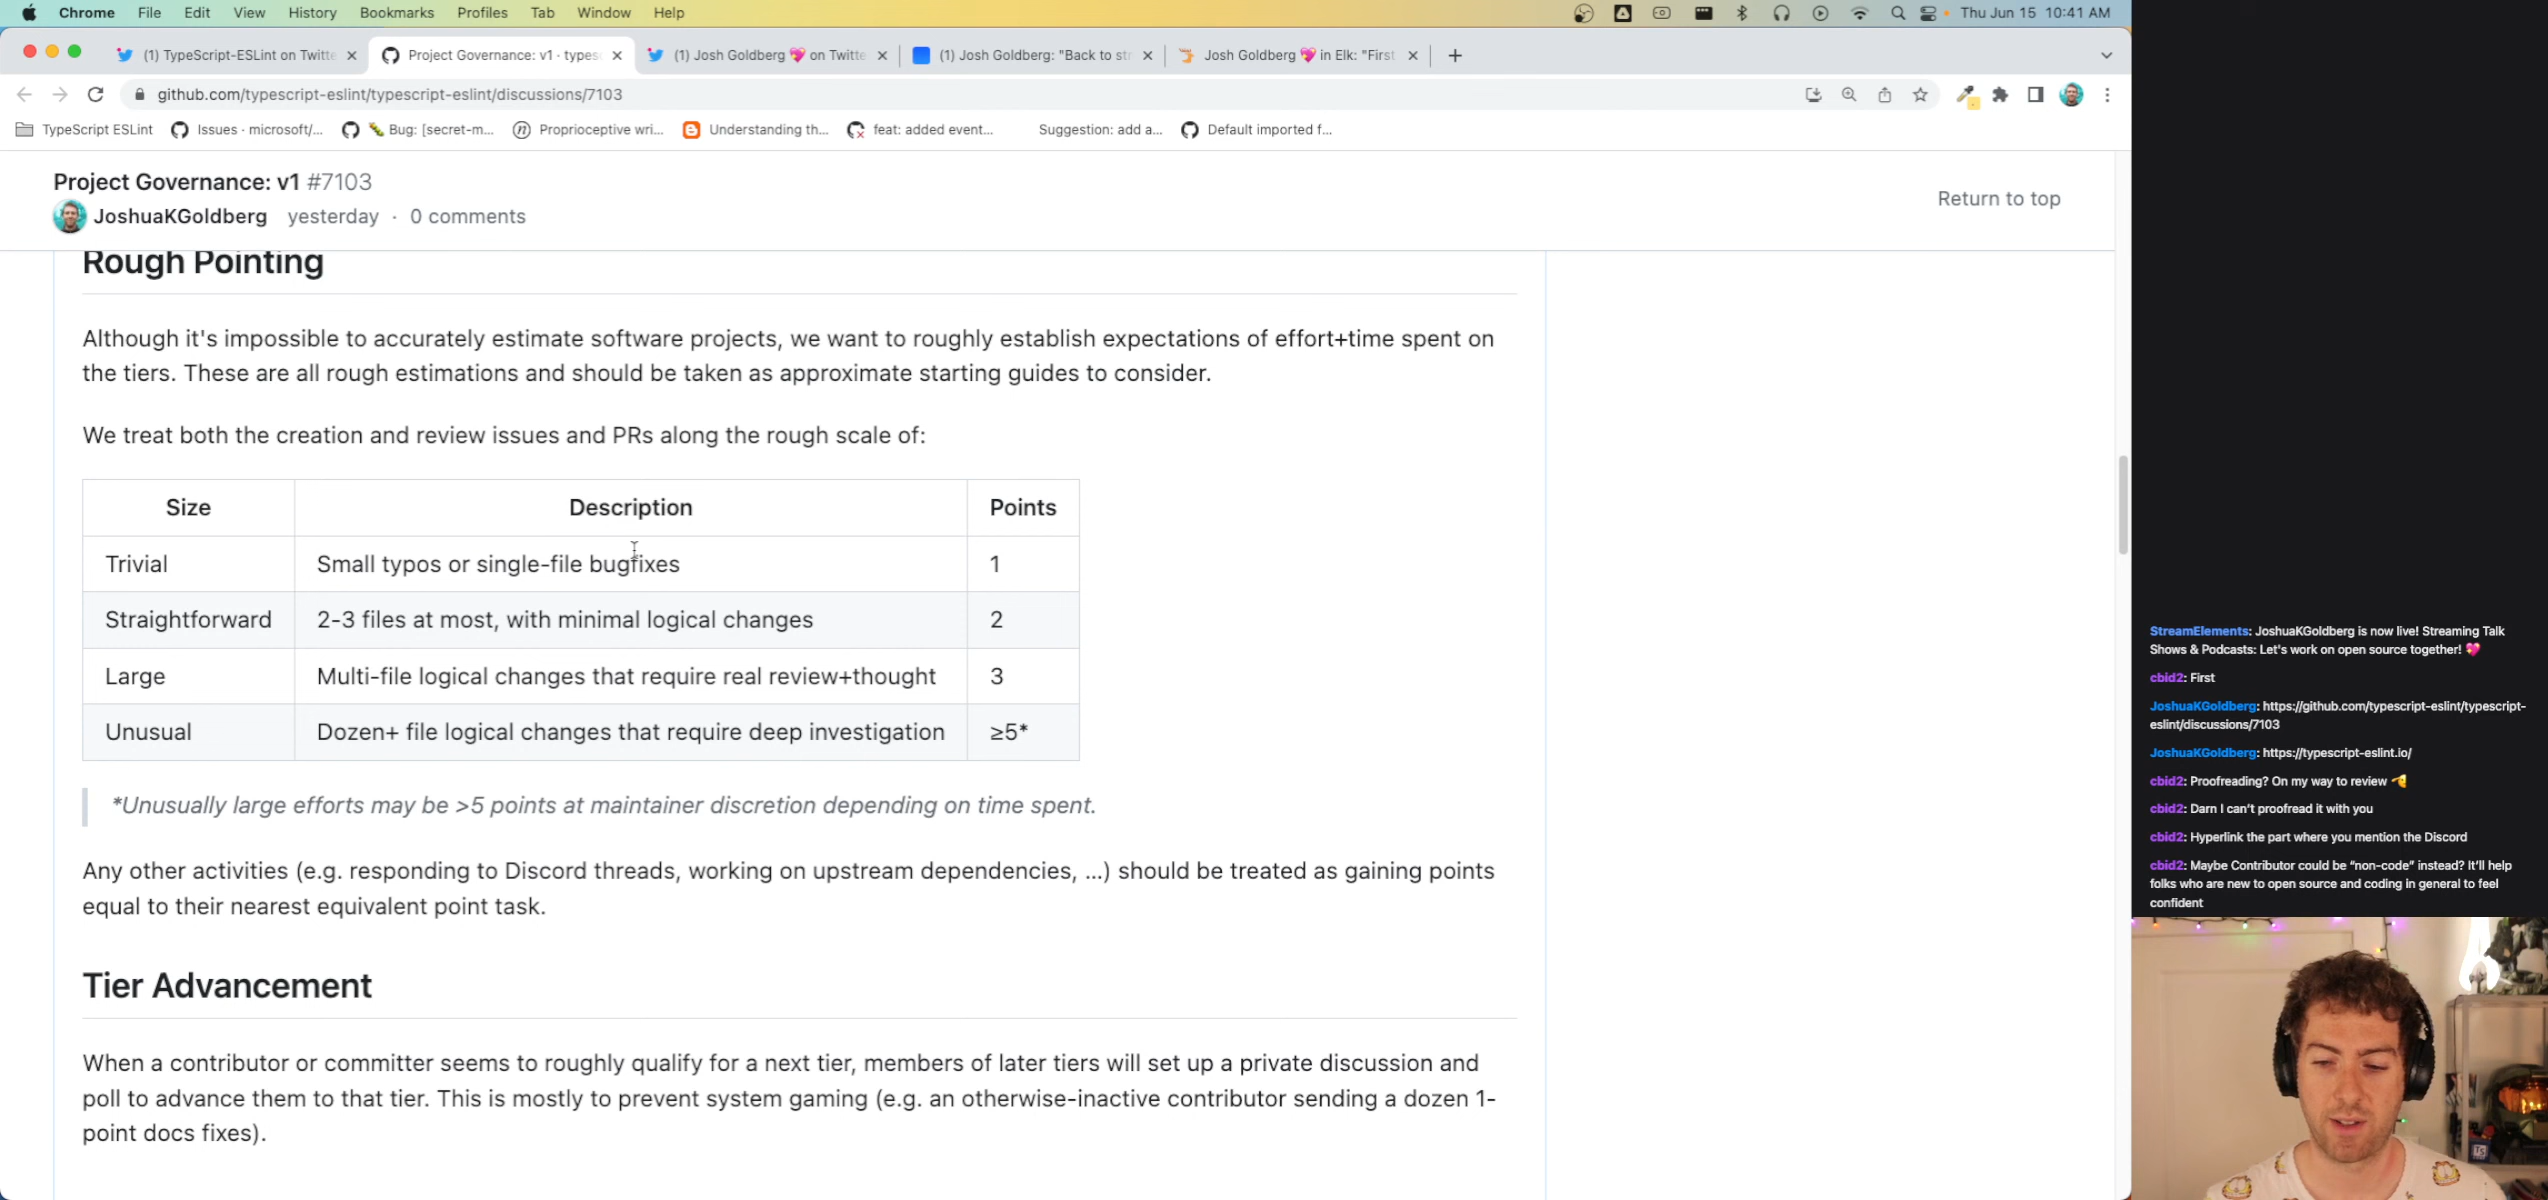 Chrome File Edit View History Bookmarks Profiles Tab Window Help Thu Jun 15 10:41 AM
(1) TypeScript-ESLint on Twitte Project Governance: v1 · types (1) Josh Goldberg 💖 on Twitte (1) Josh Goldberg: "Back to str Josh Goldberg 💖 in Elk: "First
github.com/typescript-eslint/typescript-eslint/discussions/7103
TypeScript ESLint Issues · microsoft/... 🐛 Bug: [secret-m... Proprioceptive wri... Understanding th... feat: added event... Suggestion: add a... Default imported f...
Project Governance: v1 #7103
JoshuaKGoldberg yesterday · 0 comments
Return to top
Rough Pointing
Although it's impossible to accurately estimate software projects, we want to roughly establish expectations of effort+time spent on
the tiers. These are all rough estimations and should be taken as approximate starting guides to consider.
We treat both the creation and review issues and PRs along the rough scale of:
Size Description Points
Trivial Small typos or single-file bugfixes 1
Straightforward 2-3 files at most, with minimal logical changes 2
Large Multi-file logical changes that require real review+thought 3
Unusual Dozen+ file logical changes that require deep investigation ≥5*
*Unusually large efforts may be >5 points at maintainer discretion depending on time spent.
Any other activities (e.g. responding to Discord threads, working on upstream dependencies, ...) should be treated as gaining points
equal to their nearest equivalent point task.
Tier Advancement
When a contributor or committer seems to roughly qualify for a next tier, members of later tiers will set up a private discussion and
poll to advance them to that tier. This is mostly to prevent system gaming (e.g. an otherwise-inactive contributor sending a dozen 1-
point docs fixes).
StreamElements: JoshuaKGoldberg is now live! Streaming Talk
Shows & Podcasts: Let's work on open source together! 💖
cbid2: First
JoshuaKGoldberg: https://github.com/typescript-eslint/typescript-
eslint/discussions/7103
JoshuaKGoldberg: https://typescript-eslint.io/
cbid2: Proofreading? On my way to review 🫡
cbid2: Darn I can't proofread it with you
cbid2: Hyperlink the part where you mention the Discord
cbid2: Maybe Contributor could be "non-code" instead? It'll help
folks who are new to open source and coding in general to feel
confident